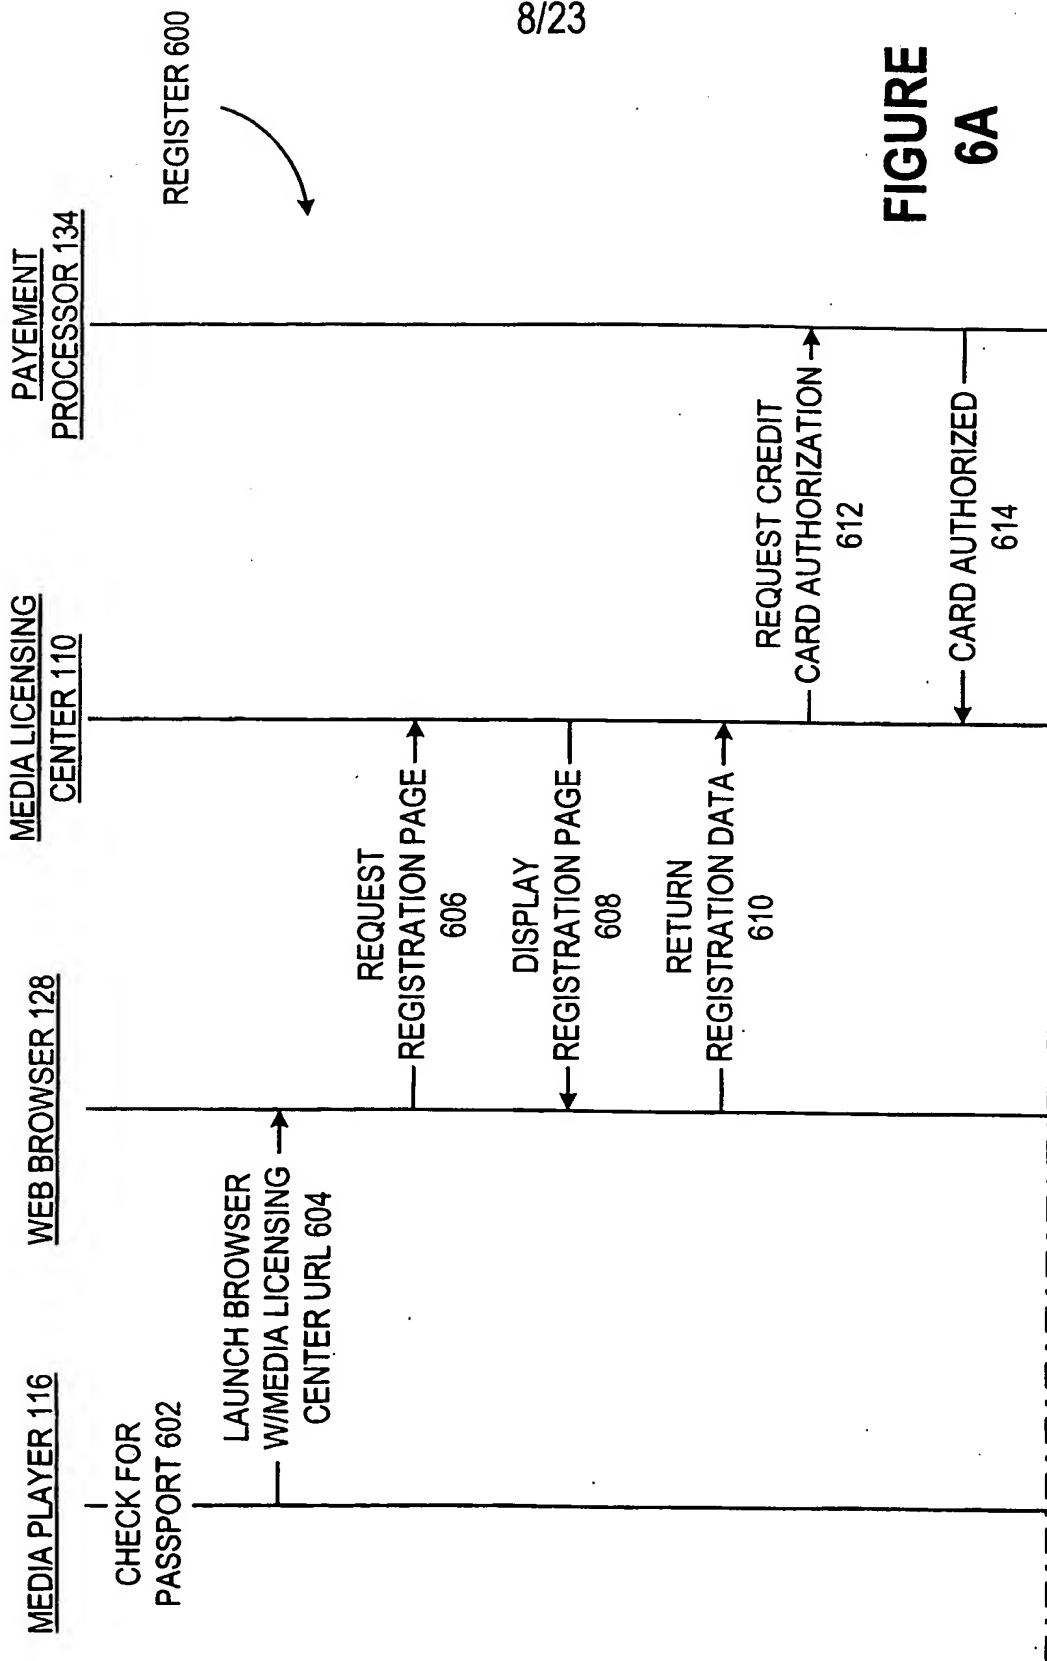 8/23
MEDIA PLAYER 116
WEB BROWSER 128
MEDIA LICENSING
CENTER 110
PAYEMENT
PROCESSOR 134
REGISTER 600
CHECK FOR
PASSPORT 602
LAUNCH BROWSER
W/MEDIA LICENSING
CENTER URL 604
REQUEST
REGISTRATION PAGE
606
DISPLAY
REGISTRATION PAGE
608
RETURN
REGISTRATION DATA
610
REQUEST CREDIT
CARD AUTHORIZATION
612
CARD AUTHORIZED
614
FIGURE
6A